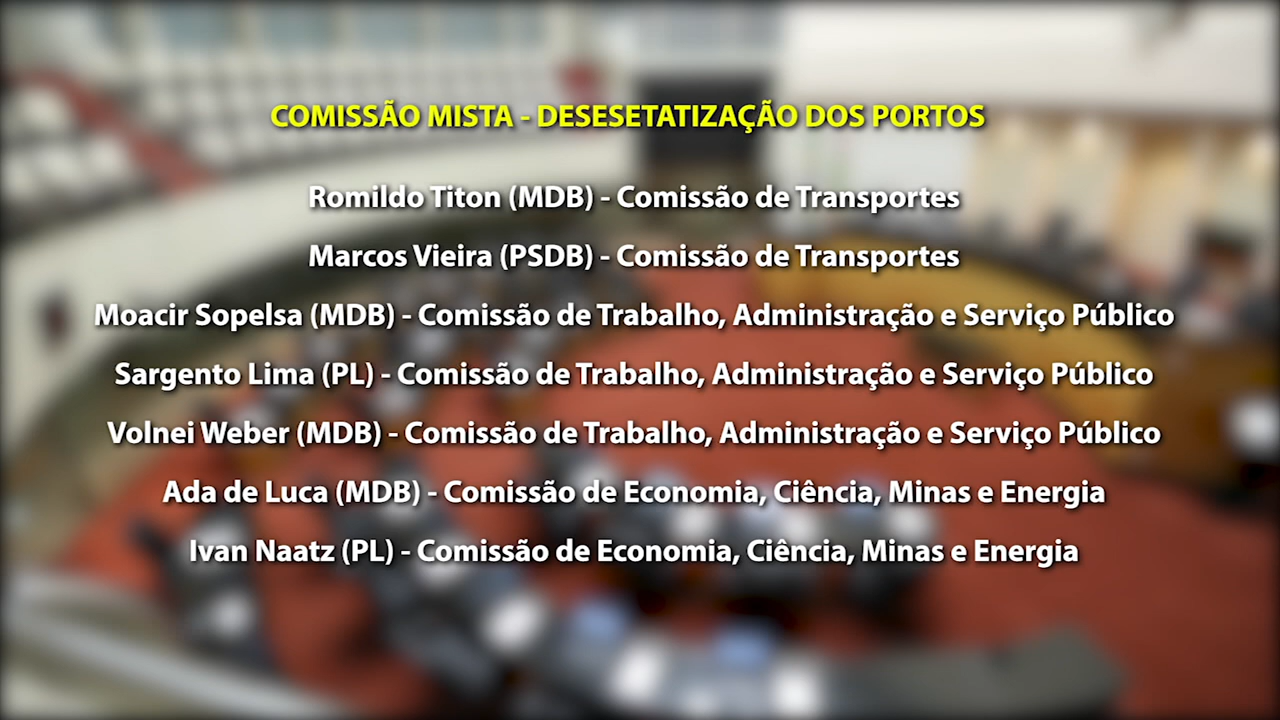 COMISSÃO MISTA - DESESETATIZAÇÃO DOS PORTOS
Romildo Titon (MDB) - Comissão de Transportes
Marcos Vieira (PSDB) - Comissão de Transportes
Moacir Sopelsa (MDB) - Comissão de Trabalho, Administração e Serviço Público
Sargento Lima (PL) - Comissão de Trabalho, Administração e Serviço Público
Volnei Weber (MDB) - Comissão de Trabalho, Administração e Serviço Público
Ada de Luca (MDB) - Comissão de Economia, Ciência, Minas e Energia
Ivan Naatz (PL) - Comissão de Economia, Ciência, Minas e Energia